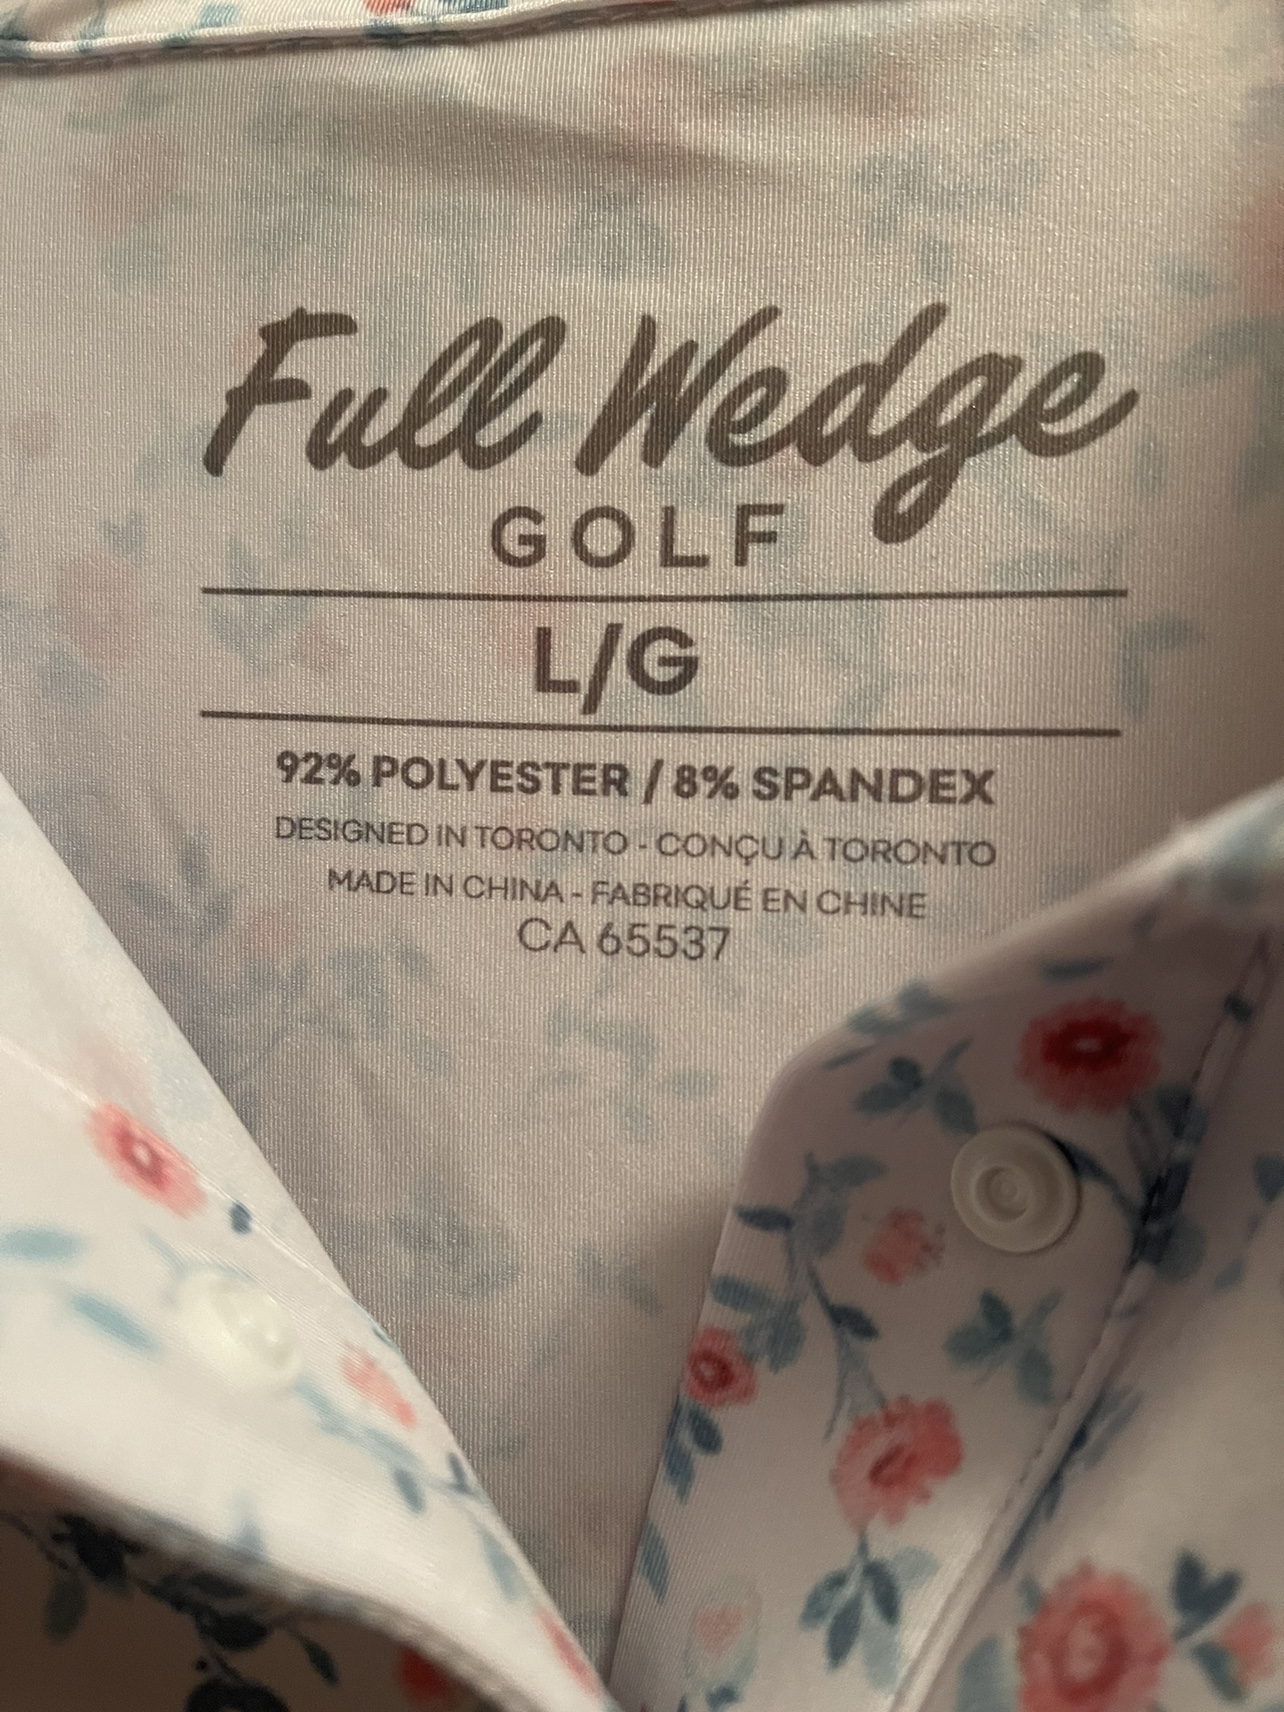 Full Wedge
GOLF
L/G
92% POLYESTER / 8% SPANDEX
DESIGNED IN TORONTO - CONÇU À TORONTO
MADE IN CHINA - FABRIQUÉ EN CHINE
CA 65537